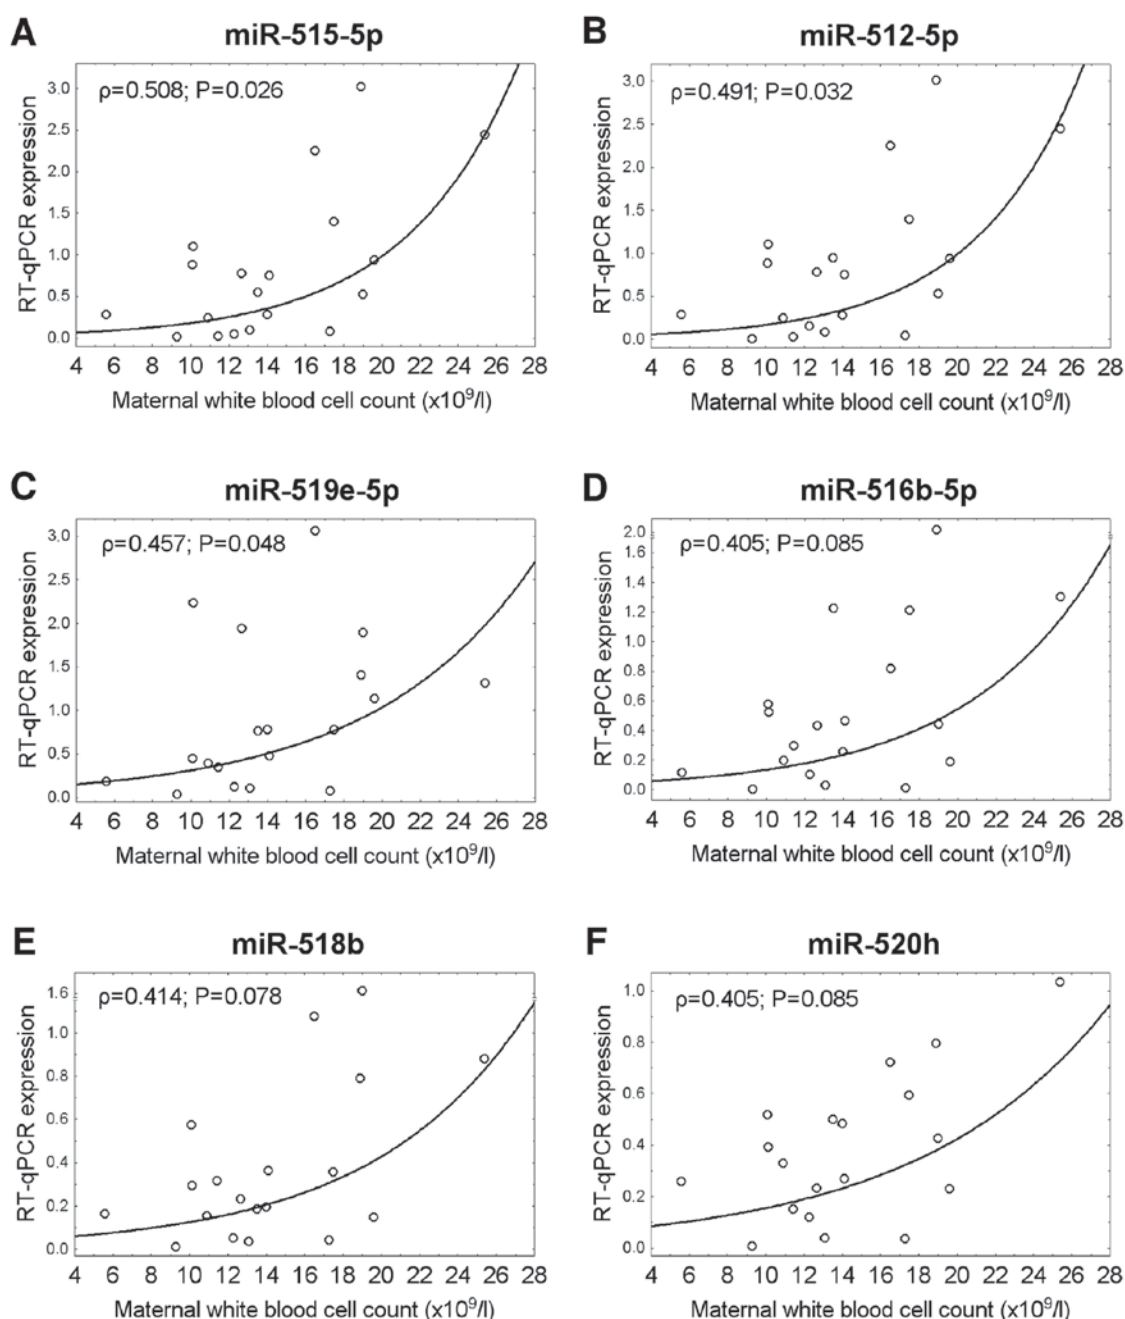 A miR-515-5p
ρ=0.508; P=0.026
RT-qPCR expression
3.0
2.5
2.0
1.5
1.0
0.5
0.0
4 6 8 10 12 14 16 18 20 22 24 26 28
Maternal white blood cell count (x10⁹/l)
B miR-512-5p
ρ=0.491; P=0.032
RT-qPCR expression
3.0
2.5
2.0
1.5
1.0
0.5
0.0
4 6 8 10 12 14 16 18 20 22 24 26 28
Maternal white blood cell count (x10⁹/l)
C miR-519e-5p
ρ=0.457; P=0.048
RT-qPCR expression
3.0
2.5
2.0
1.5
1.0
0.5
0.0
4 6 8 10 12 14 16 18 20 22 24 26 28
Maternal white blood cell count (x10⁹/l)
D miR-516b-5p
ρ=0.405; P=0.085
RT-qPCR expression
2.0
1.6
1.4
1.2
1.0
0.8
0.6
0.4
0.2
0.0
4 6 8 10 12 14 16 18 20 22 24 26 28
Maternal white blood cell count (x10⁹/l)
E miR-518b
ρ=0.414; P=0.078
RT-qPCR expression
1.6
1.0
0.8
0.6
0.4
0.2
0.0
4 6 8 10 12 14 16 18 20 22 24 26 28
Maternal white blood cell count (x10⁹/l)
F miR-520h
ρ=0.405; P=0.085
RT-qPCR expression
1.0
0.8
0.6
0.4
0.2
0.0
4 6 8 10 12 14 16 18 20 22 24 26 28
Maternal white blood cell count (x10⁹/l)